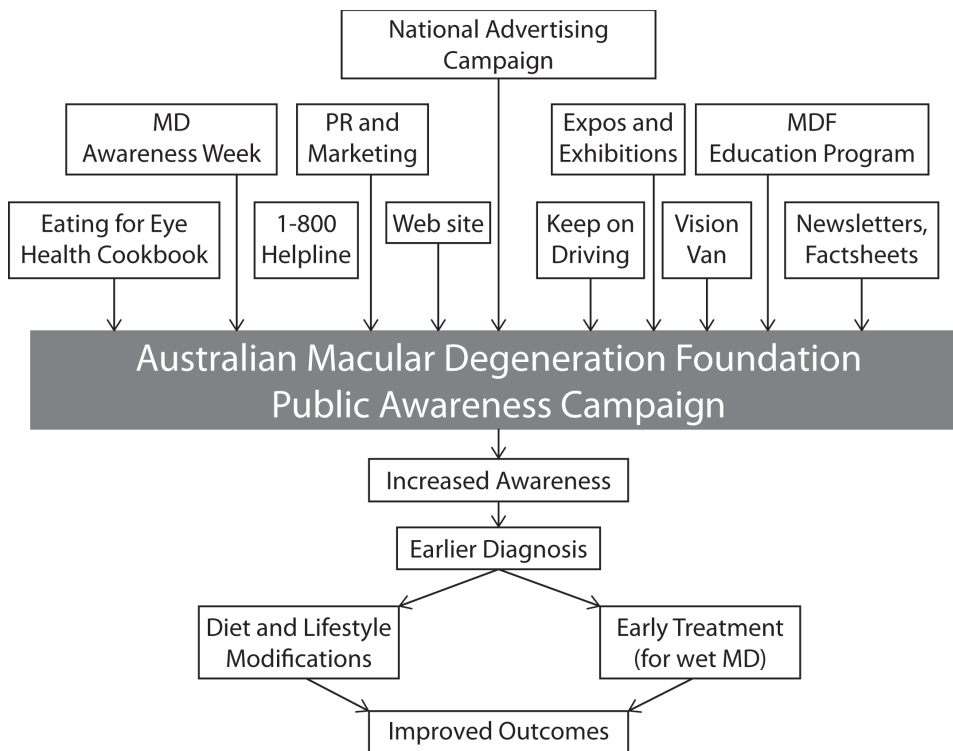 National Advertising
Campaign
MD
Awareness Week
PR and
Marketing
Expos and
Exhibitions
MDF
Education Program
Eating for Eye
Health Cookbook
1-800
Helpline
Web site
Keep on
Driving
Vision
Van
Newsletters,
Factsheets
Australian Macular Degeneration Foundation
Public Awareness Campaign
Increased Awareness
Earlier Diagnosis
Diet and Lifestyle
Modifications
Early Treatment
(for wet MD)
Improved Outcomes